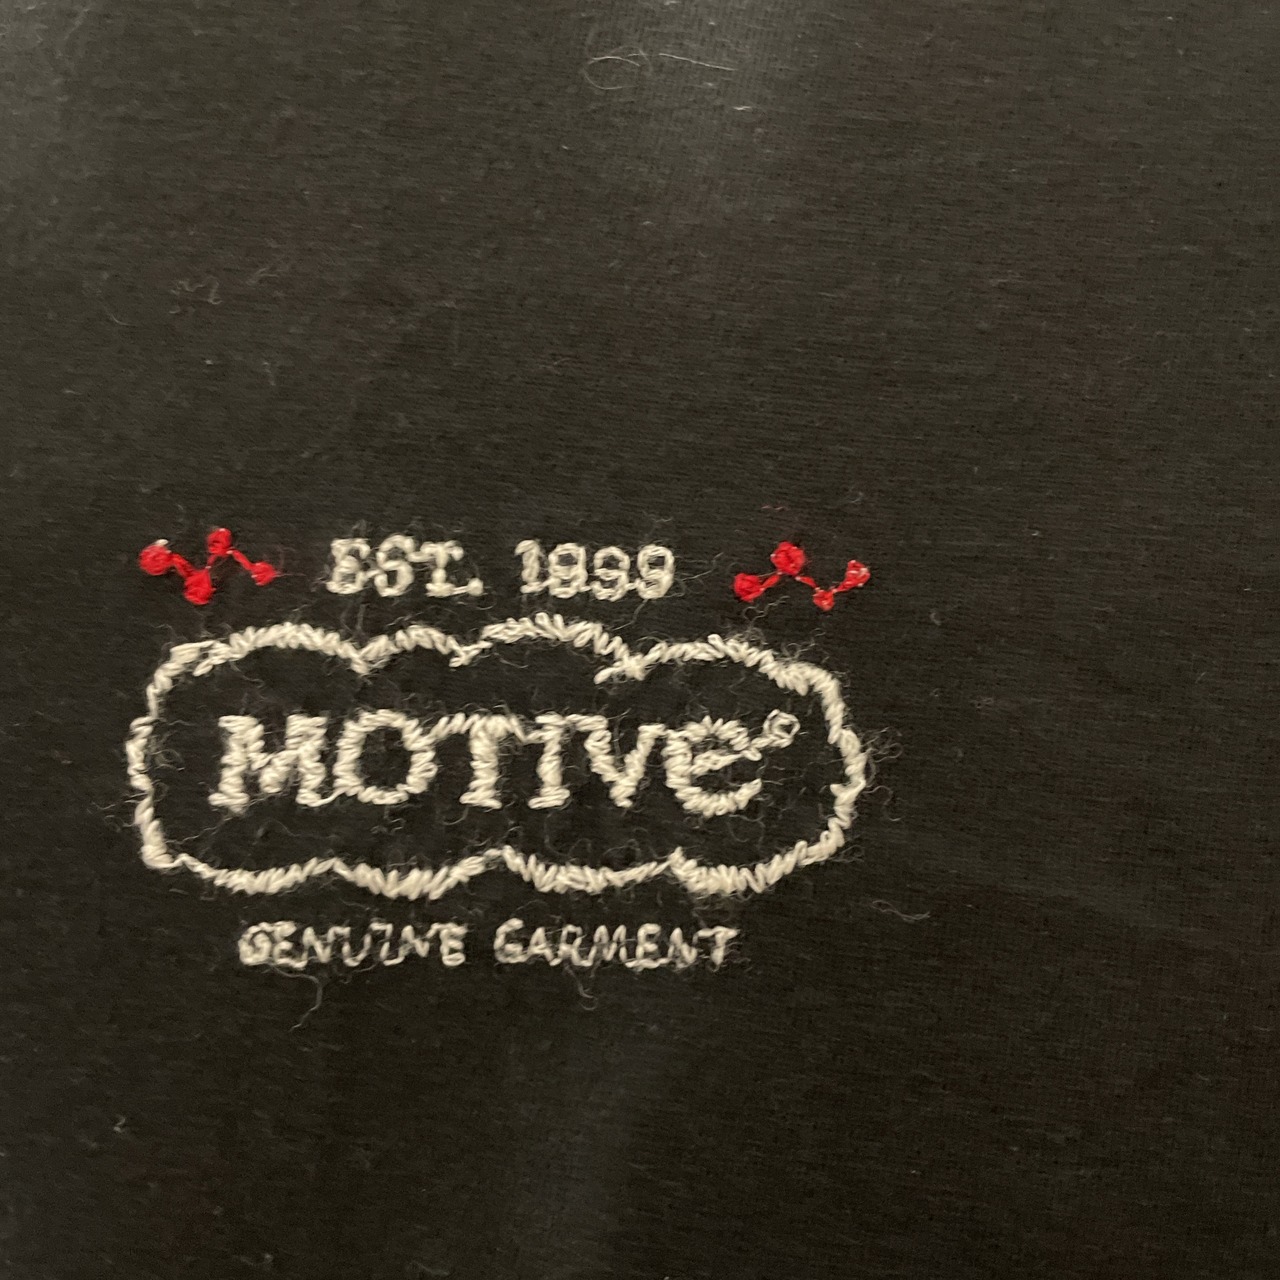 EST. 1999
MOTIVe
GENUINE GARMENT